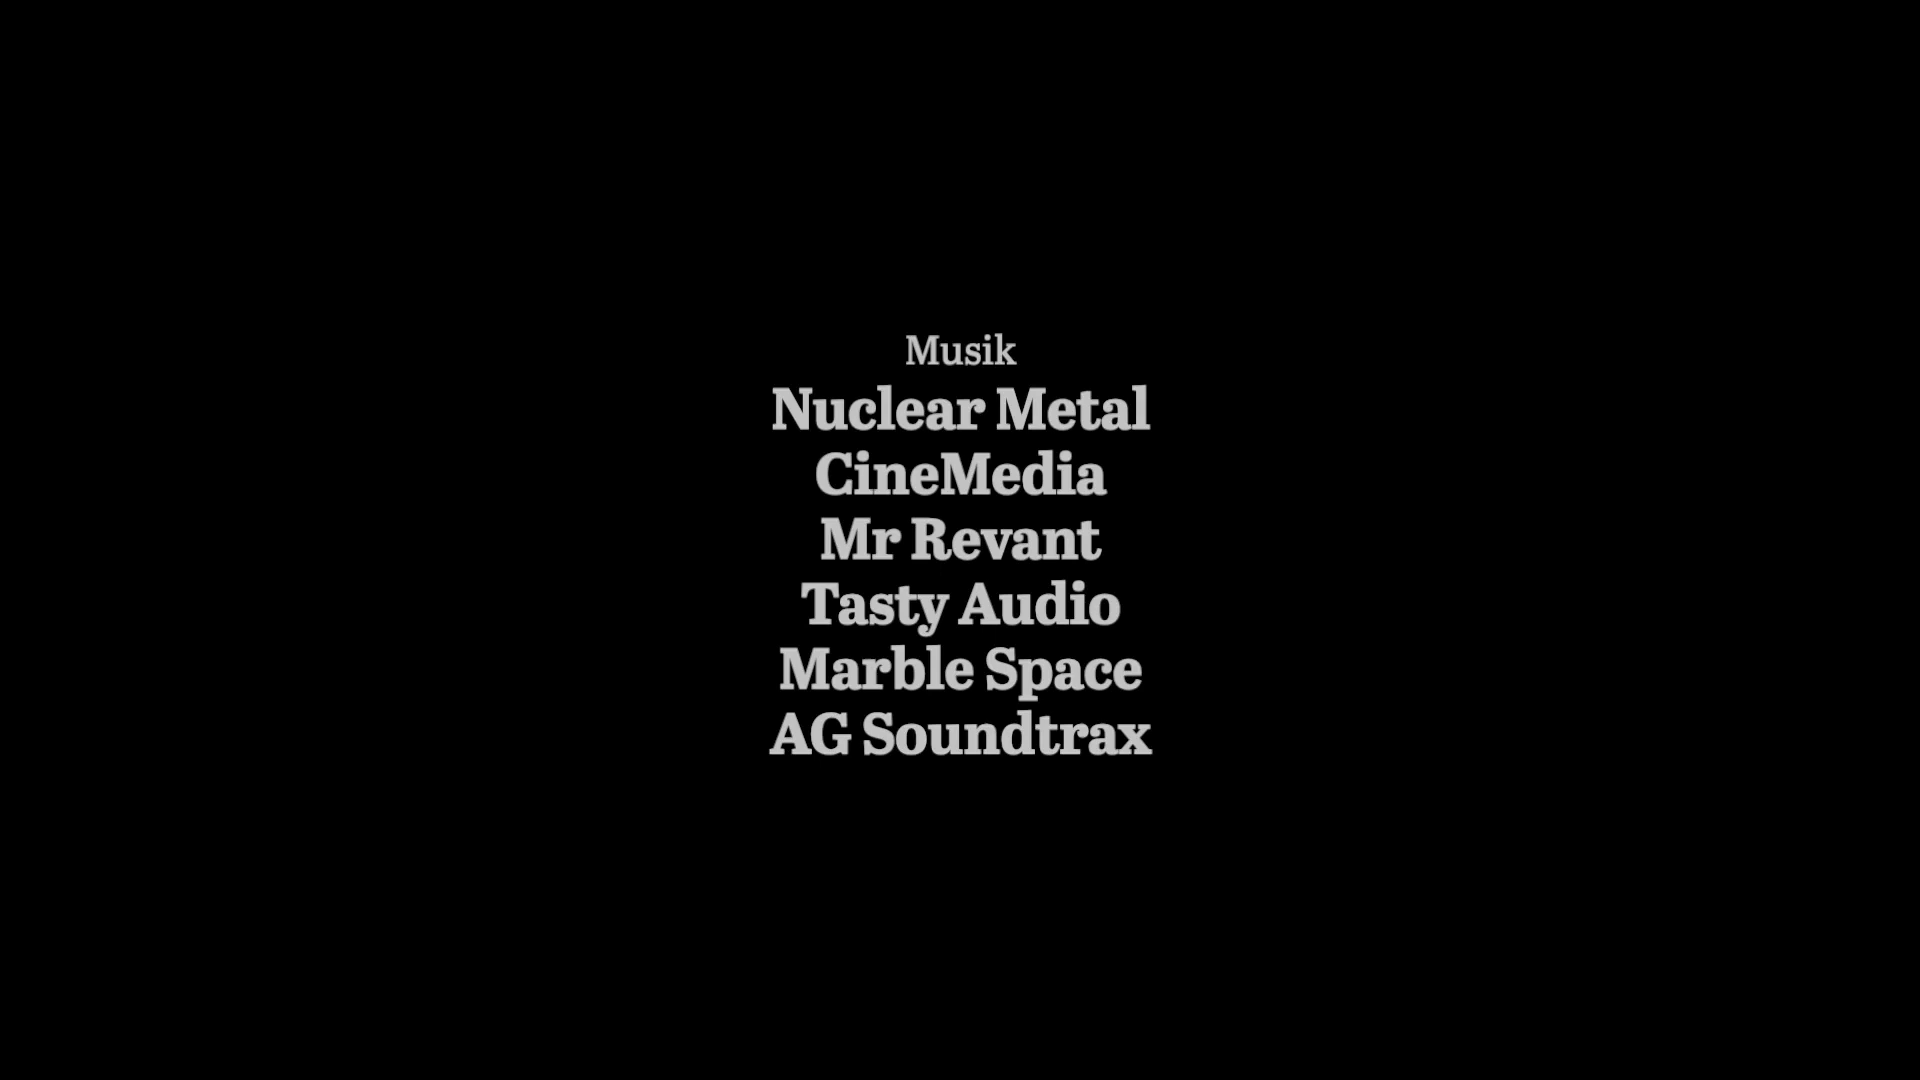 Musik
Nuclear Metal
CineMedia
Mr Revant
Tasty Audio
Marble Space
AG Soundtrax